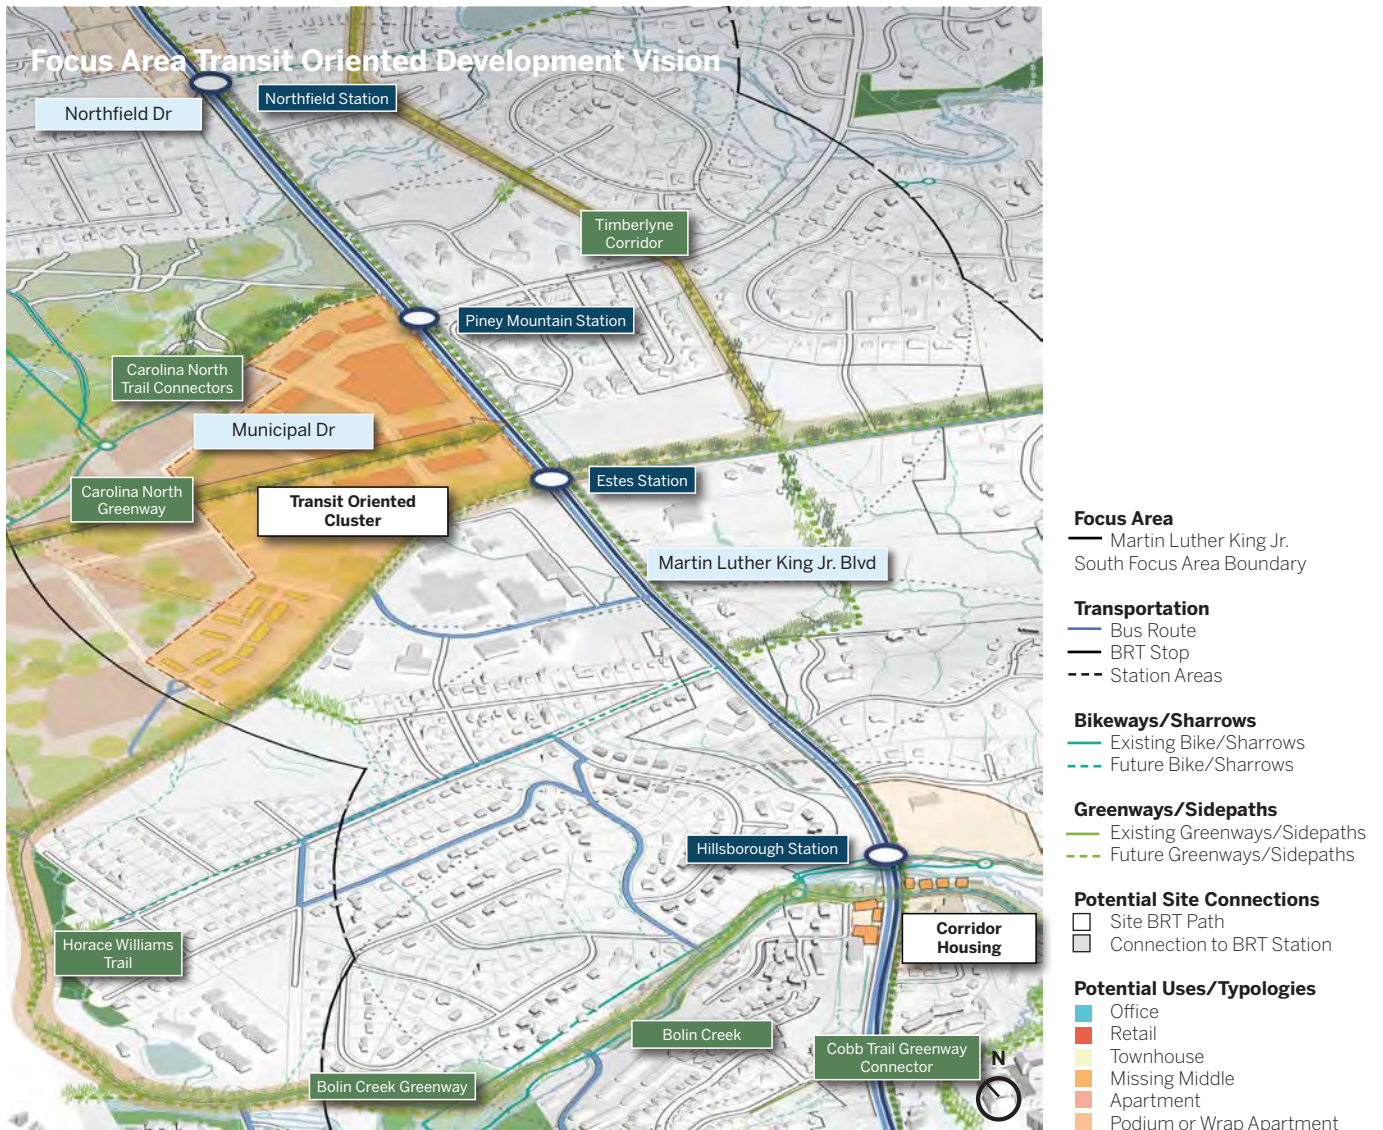 Focus Area Transit Oriented Development Vision
Northfield Dr
Northfield Station
Timberlyne
Corridor
Piney Mountain Station
Carolina North
Trail Connectors
Municipal Dr
Carolina North
Greenway
Transit Oriented
Cluster
Estes Station
Martin Luther King Jr. Blvd
Hillsborough Station
Corridor
Housing
Horace Williams
Trail
Bolin Creek
Cobb Trail Greenway
Connector
Bolin Creek Greenway
N
Focus Area
Martin Luther King Jr.
South Focus Area Boundary
Transportation
Bus Route
BRT Stop
Station Areas
Bikeways/Sharrows
Existing Bike/Sharrows
Future Bike/Sharrows
Greenways/Sidepaths
Existing Greenways/Sidepaths
Future Greenways/Sidepaths
Potential Site Connections
Site BRT Path
Connection to BRT Station
Potential Uses/Typologies
Office
Retail
Townhouse
Missing Middle
Apartment
Podium or Wrap Apartment